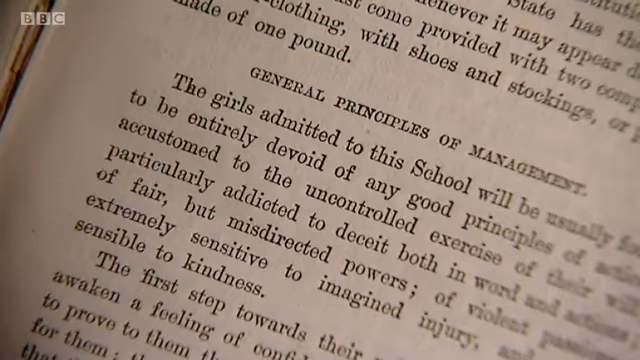 BBC
whenever it may appear
State has the
must come provided with two
clothing, with shoes and stockings, or
made of one pound.
GENERAL PRINCIPLES OF MANAGEMENT.
The girls admitted to this School will be usually
to be entirely devoid of any good principles of
accustomed to the uncontrolled exercise of their
particularly addicted to deceit both in word and
of fair, but misdirected powers; of violent
extremely sensitive to imagined injury, and
sensible to kindness.
The first step towards their
awaken a feeling of
to prove to them
for them;
that